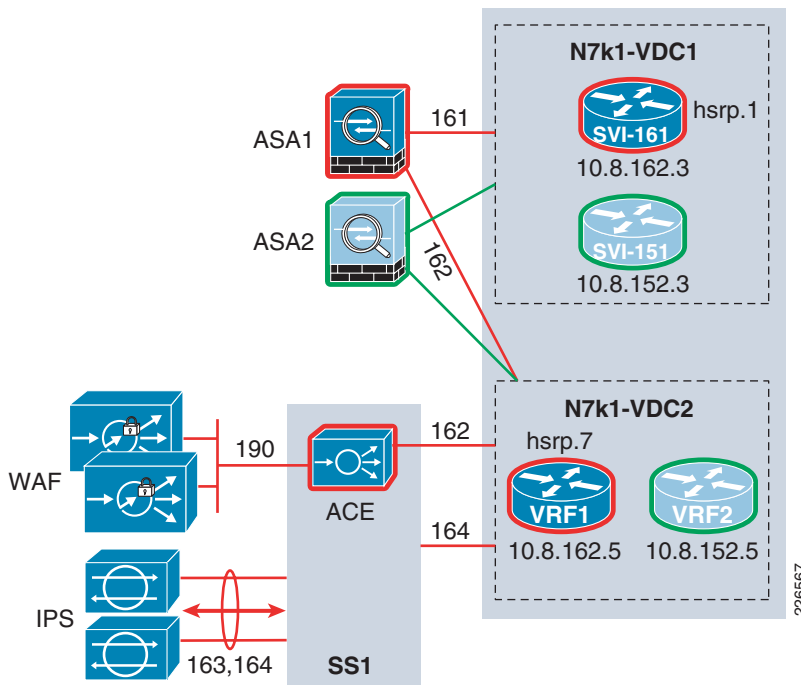 N7k1-VDC1
ASA1
161
SVI-161
hsrp.1
10.8.162.3
ASA2
162
SVI-151
10.8.152.3
N7k1-VDC2
WAF
190
ACE
162
hsrp.7
VRF1
VRF2
164
10.8.162.5
10.8.152.5
IPS
163,164
SS1
226567